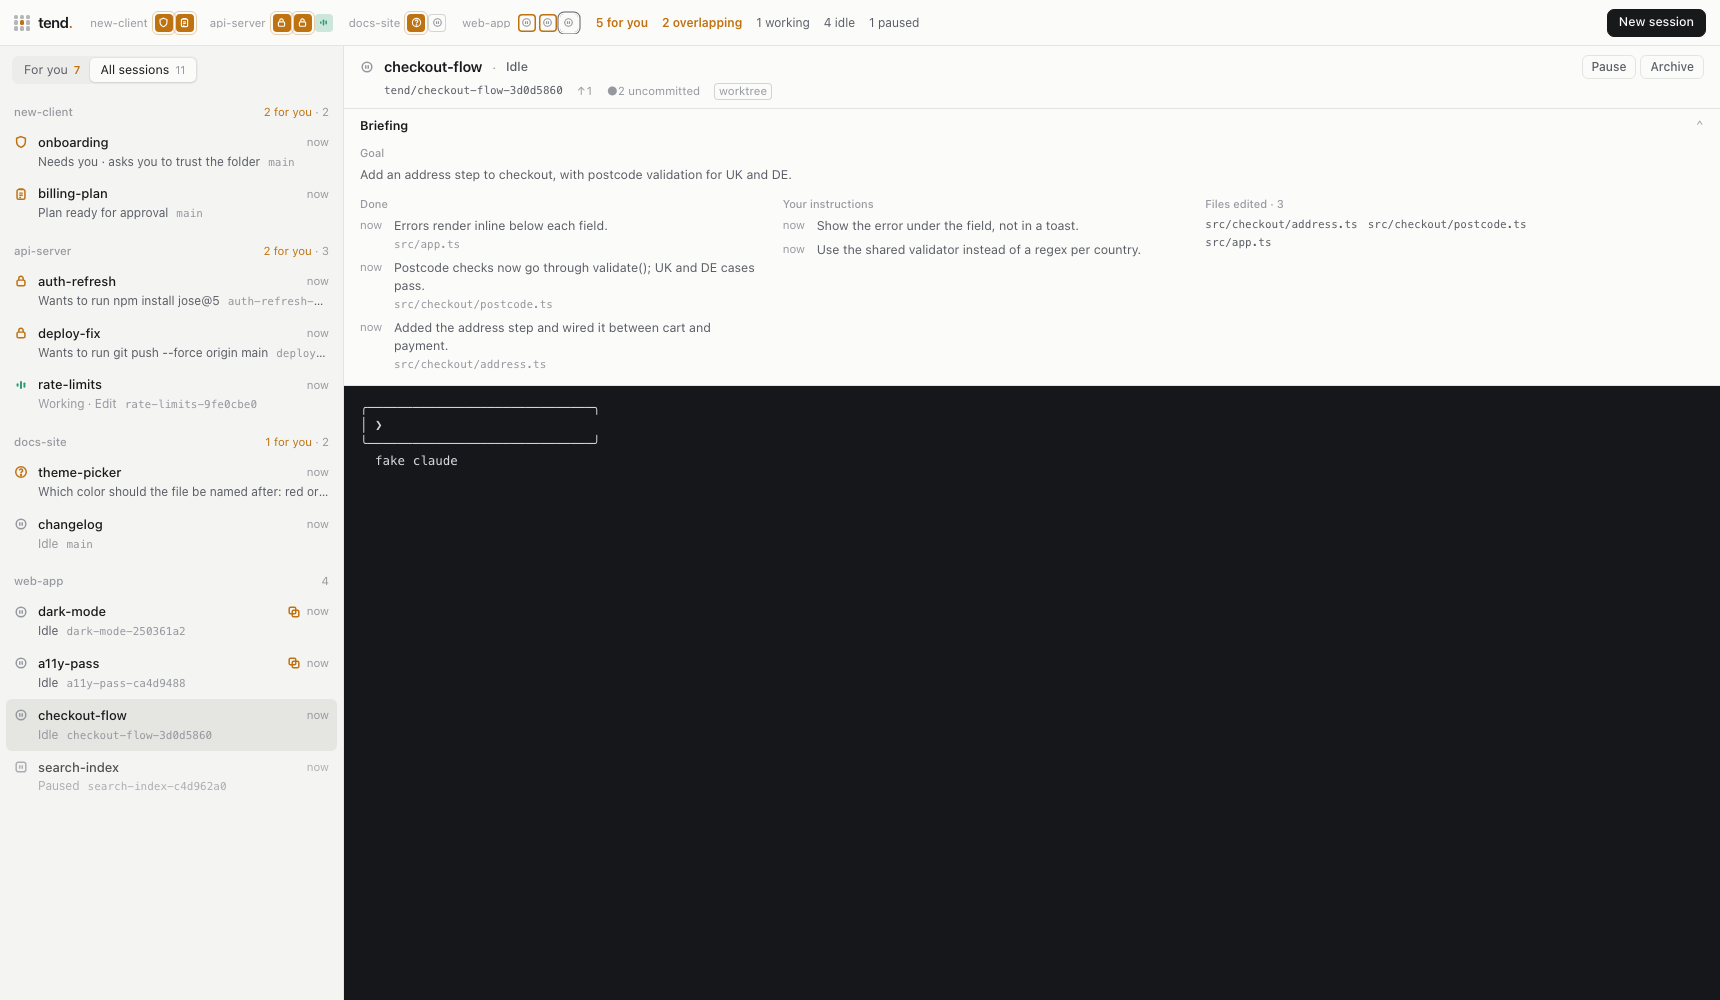 tend. new-client api-server docs-site web-app 5 for you 2 overlapping 1 working 4 idle 1 paused New session
For you 7 All sessions 11
new-client 2 for you · 2
onboarding now
Needs you · asks you to trust the folder main
billing-plan now
Plan ready for approval main
api-server 2 for you · 3
auth-refresh now
Wants to run npm install jose@5 auth-refresh-…
deploy-fix now
Wants to run git push --force origin main deploy…
rate-limits now
Working · Edit rate-limits-9fe0cbe0
docs-site 1 for you · 2
theme-picker now
Which color should the file be named after: red or…
changelog now
Idle main
web-app 4
dark-mode now
Idle dark-mode-250361a2
a11y-pass now
Idle a11y-pass-ca4d9488
checkout-flow now
Idle checkout-flow-3d0d5860
search-index now
Paused search-index-c4d962a0
checkout-flow · Idle Pause Archive
tend/checkout-flow-3d0d5860 ↑1 ●2 uncommitted worktree
Briefing
Goal
Add an address step to checkout, with postcode validation for UK and DE.
Done
now Errors render inline below each field.
src/app.ts
now Postcode checks now go through validate(); UK and DE cases
pass.
src/checkout/postcode.ts
now Added the address step and wired it between cart and
payment.
src/checkout/address.ts
Your instructions
now Show the error under the field, not in a toast.
now Use the shared validator instead of a regex per country.
Files edited · 3
src/checkout/address.ts src/checkout/postcode.ts
src/app.ts
❯
fake claude